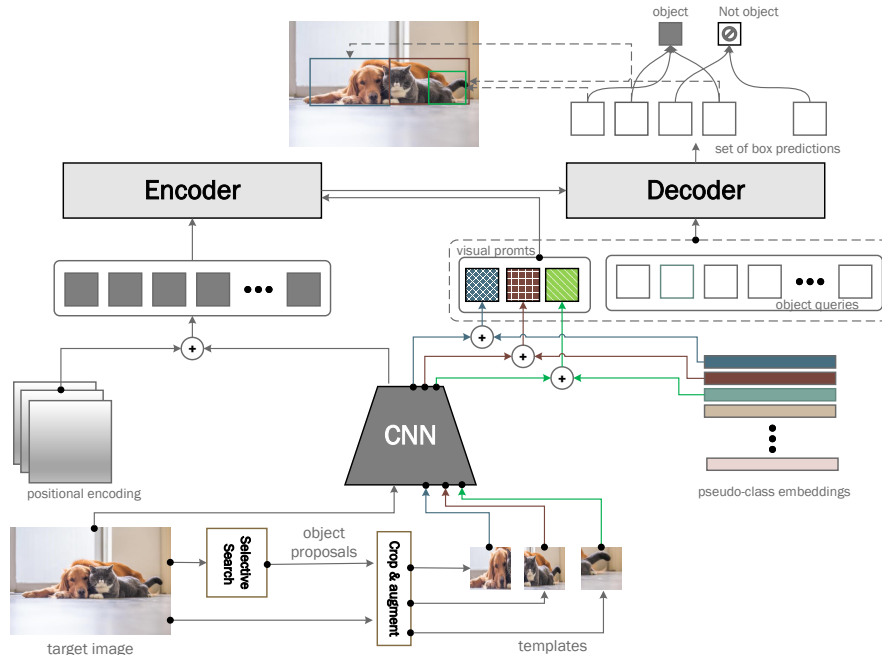 object
Not object
set of box predictions
Encoder
Decoder
visual promts
object queries
+
+
+
+
CNN
positional encoding
pseudo-class embeddings
Selective
Search
object
proposals
Crop & augment
target image
templates